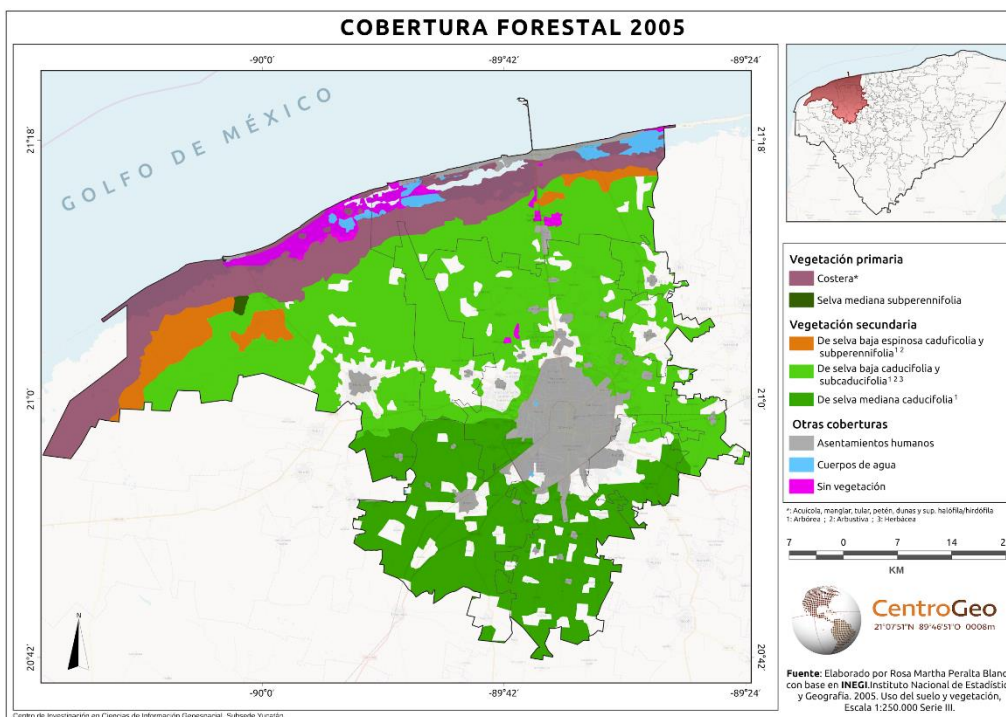 COBERTURA FORESTAL 2005
-90°0´
-89°42´
-89°24´
GOLFO DE MÉXICO
21°18´
21°18´
21°0´
21°0´
20°42´
20°42´
-90°0´
-89°42´
-89°24´
N
Vegetación primaria
Costera*
Selva mediana subperennifolia
Vegetación secundaria
De selva baja espinosa caduficolia y
subperennifolia¹ ²
De selva baja caducifolia y
subcaducifolia¹ ² ³
De selva mediana caducifolia ¹
Otras coberturas
Asentamientos humanos
Cuerpos de agua
Sin vegetación
*: Acuícola, manglar, tular, petén, dunas y sup. halófila/hirdófila
1: Arbórea ; 2: Arbustiva ; 3: Herbácea
7 0 7 14
KM
CentroGeo
21°07'51"N 89°46'51"O 0008m
Fuente: Elaborado por Rosa Martha Peralta Blanc
con base en INEGI.Instituto Nacional de Estadístic
y Geografía. 2005. Uso del suelo y vegetación,
Escala 1:250 000 Serie III.
Centro de Investigación en Ciencias de Información Geoespacial, Subsede Yucatán